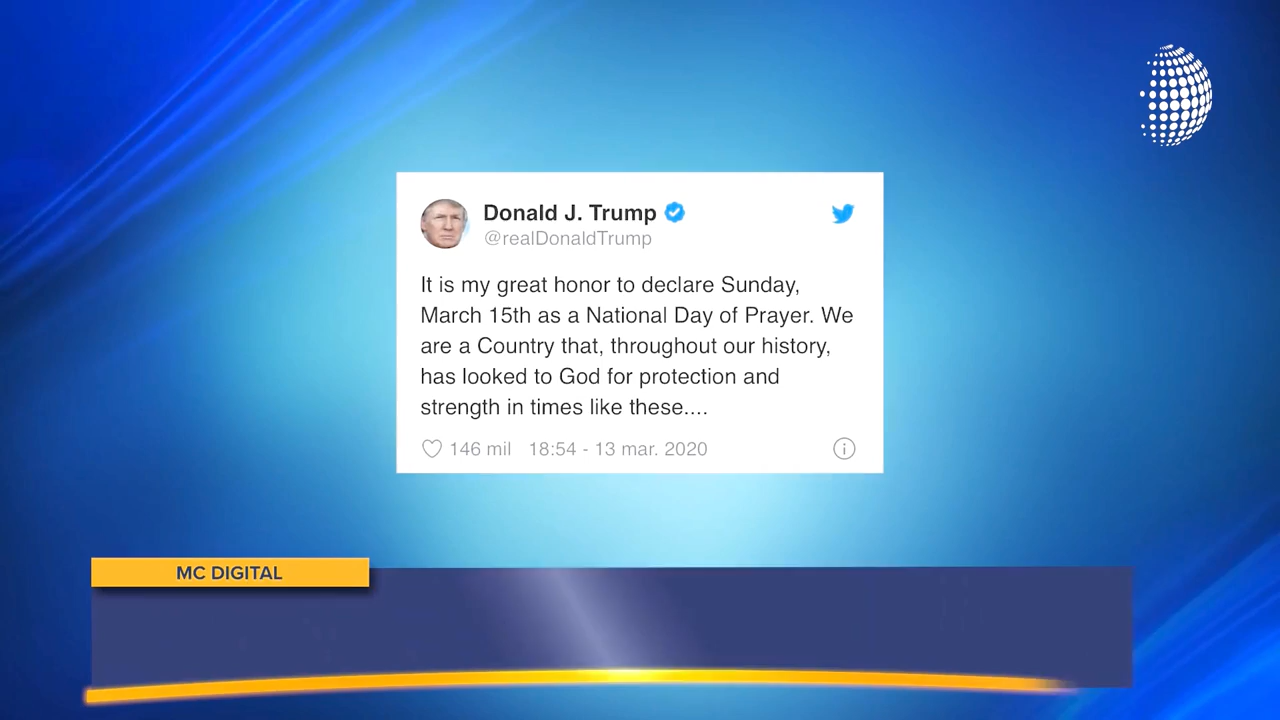 Donald J. Trump
@realDonaldTrump
It is my great honor to declare Sunday,
March 15th as a National Day of Prayer. We
are a Country that, throughout our history,
has looked to God for protection and
strength in times like these....
146 mil 18:54 - 13 mar. 2020
MC DIGITAL